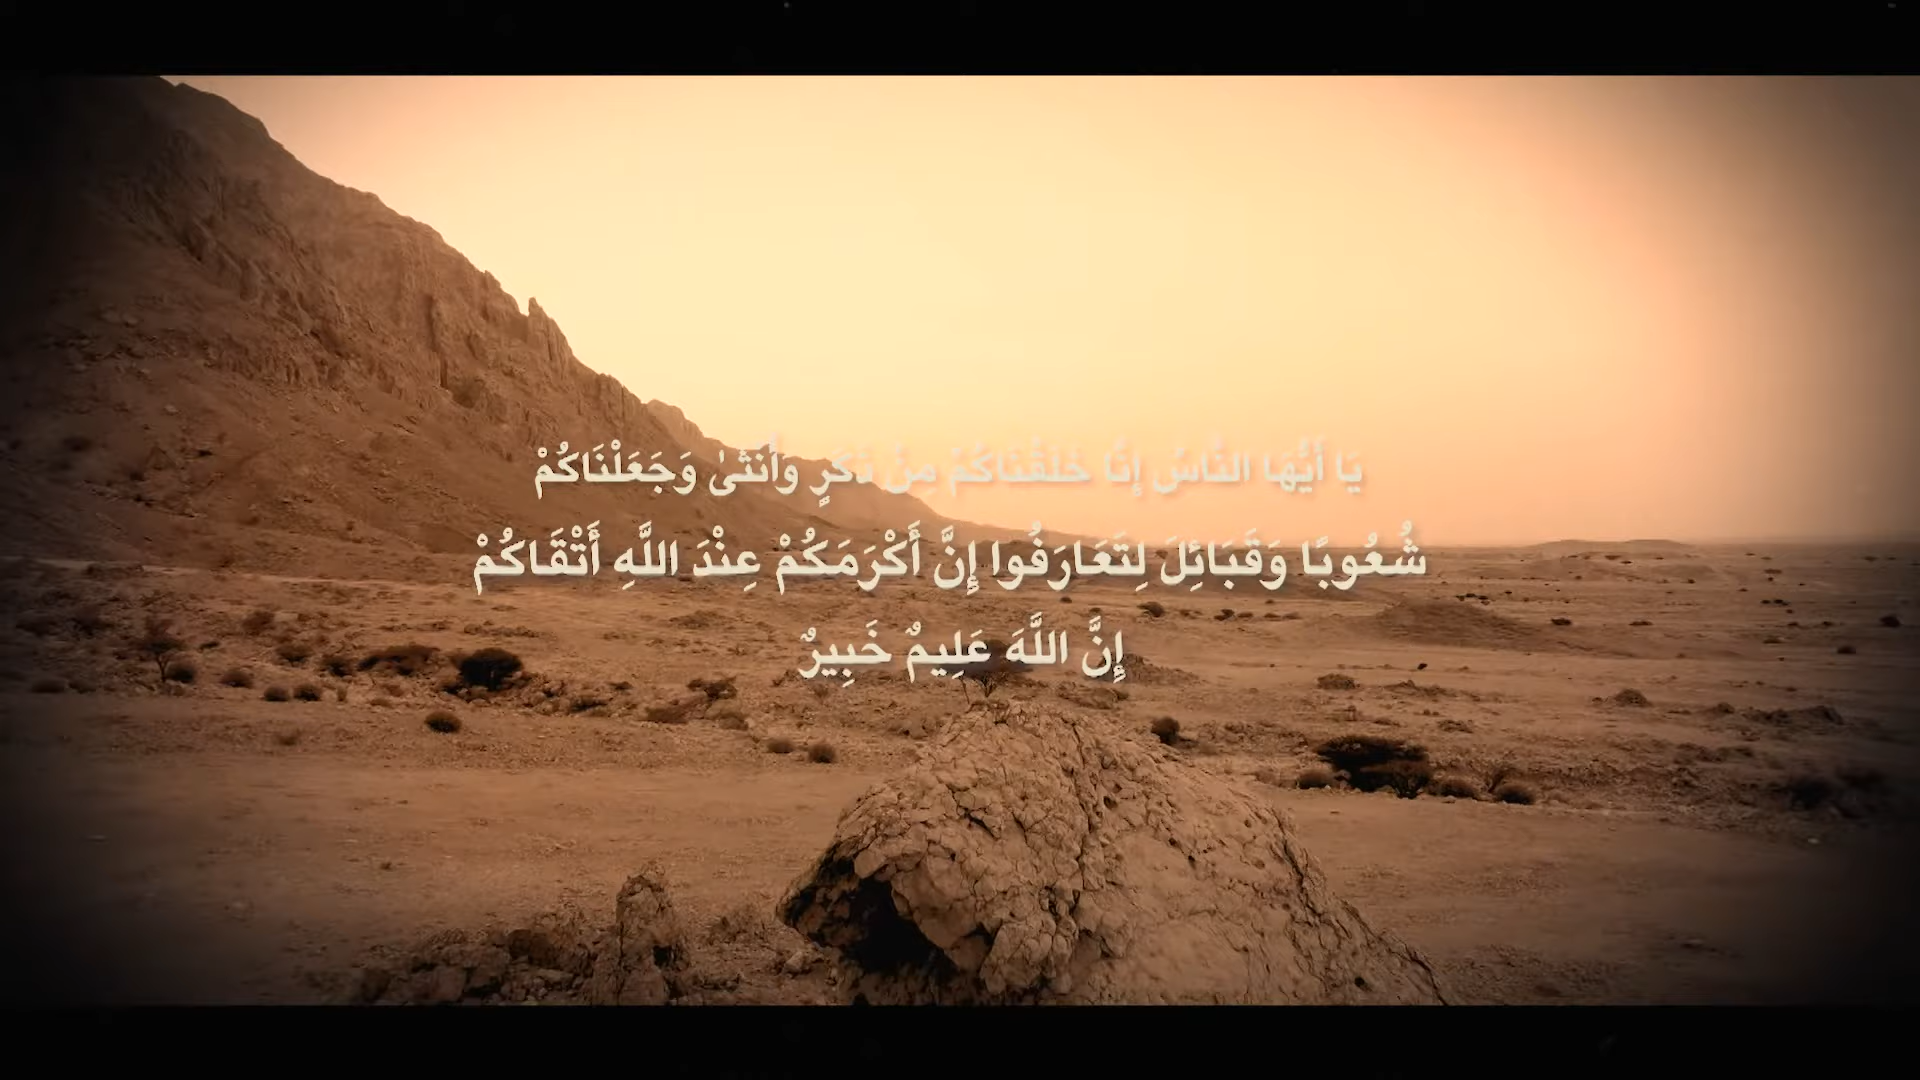 يَا أَيُّهَا النَّاسُ إِنَّا خَلَقْنَاكُمْ مِنْ ذَكَرٍ وَأُنْثَىٰ وَجَعَلْنَاكُمْ
شُعُوبًا وَقَبَائِلَ لِتَعَارَفُوا إِنَّ أَكْرَمَكُمْ عِنْدَ اللَّهِ أَتْقَاكُمْ
إِنَّ اللَّهَ عَلِيمٌ خَبِيرٌ